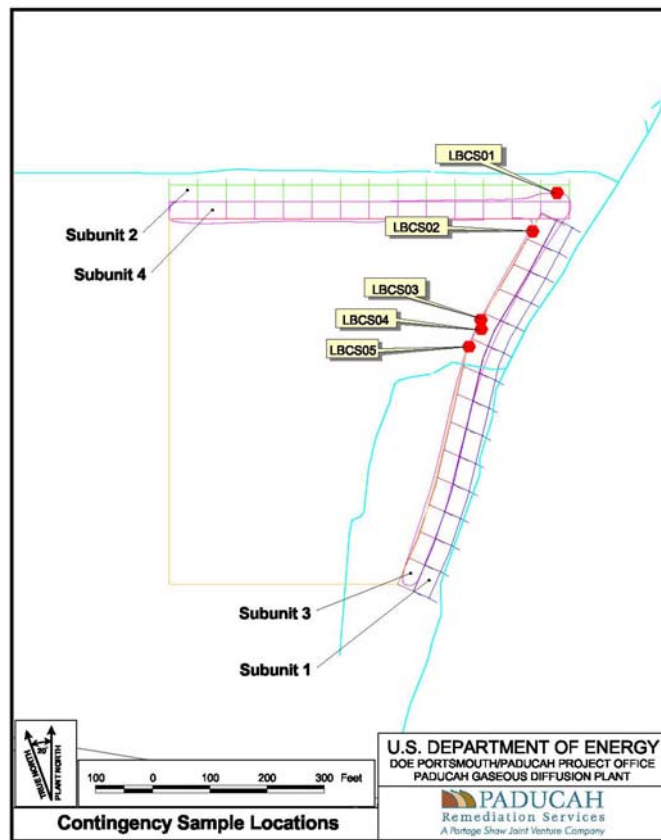 LBCS01
LBCS02
Subunit 2
Subunit 4
LBCS03
LBCS04
LBCS05
Subunit 3
Subunit 1
TRUE NORTH
PLANT NORTH
100 0 100 200 300 Feet
Contingency Sample Locations
U.S. DEPARTMENT OF ENERGY
DOE PORTSMOUTH/PADUCAH PROJECT OFFICE
PADUCAH GASEOUS DIFFUSION PLANT
PADUCAH
Remediation Services
A Portage Shaw Joint Venture Company